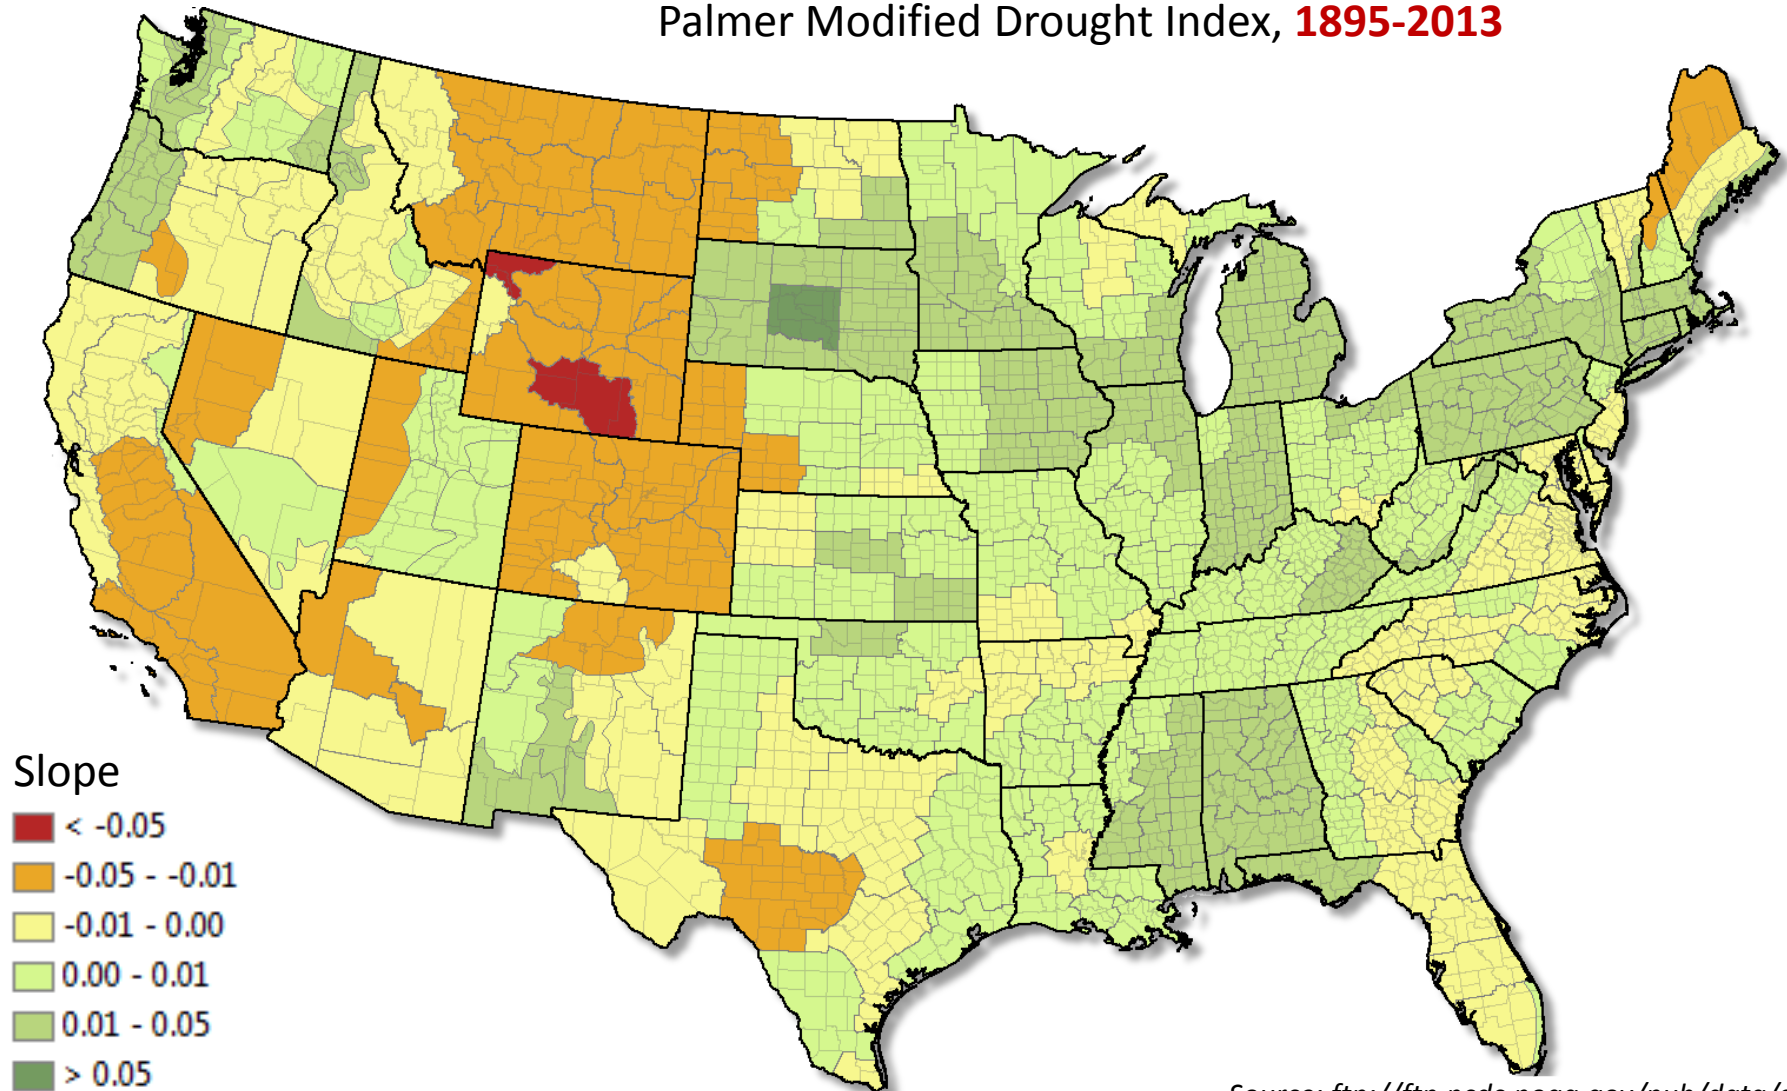 Palmer Modified Drought Index, 1895-2013
Slope
< -0.05
-0.05 - -0.01
-0.01 - 0.00
0.00 - 0.01
0.01 - 0.05
> 0.05